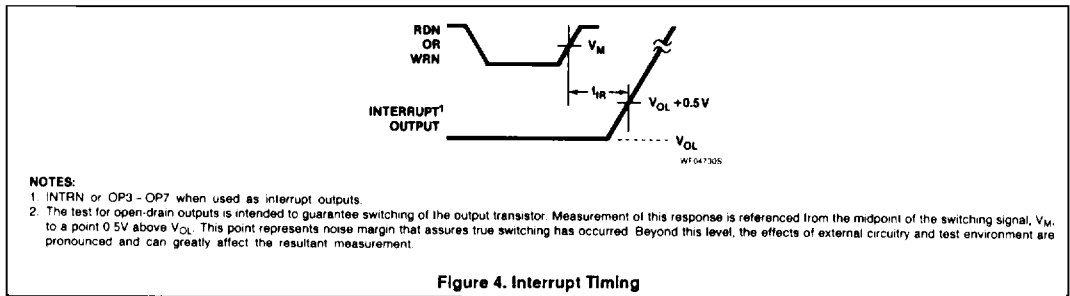 RDN
OR
WRN
VM
tIR
INTERRUPT1
OUTPUT
VOL +0.5V
VOL
WF04730S
NOTES:
1. INTRN or OP3 - OP7 when used as interrupt outputs.
2. The test for open-drain outputs is intended to guarantee switching of the output transistor. Measurement of this response is referenced from the midpoint of the switching signal, VM,
to a point 0.5V above VOL. This point represents noise margin that assures true switching has occurred. Beyond this level, the effects of external circuitry and test environment are
pronounced and can greatly affect the resultant measurement.
Figure 4. Interrupt Timing